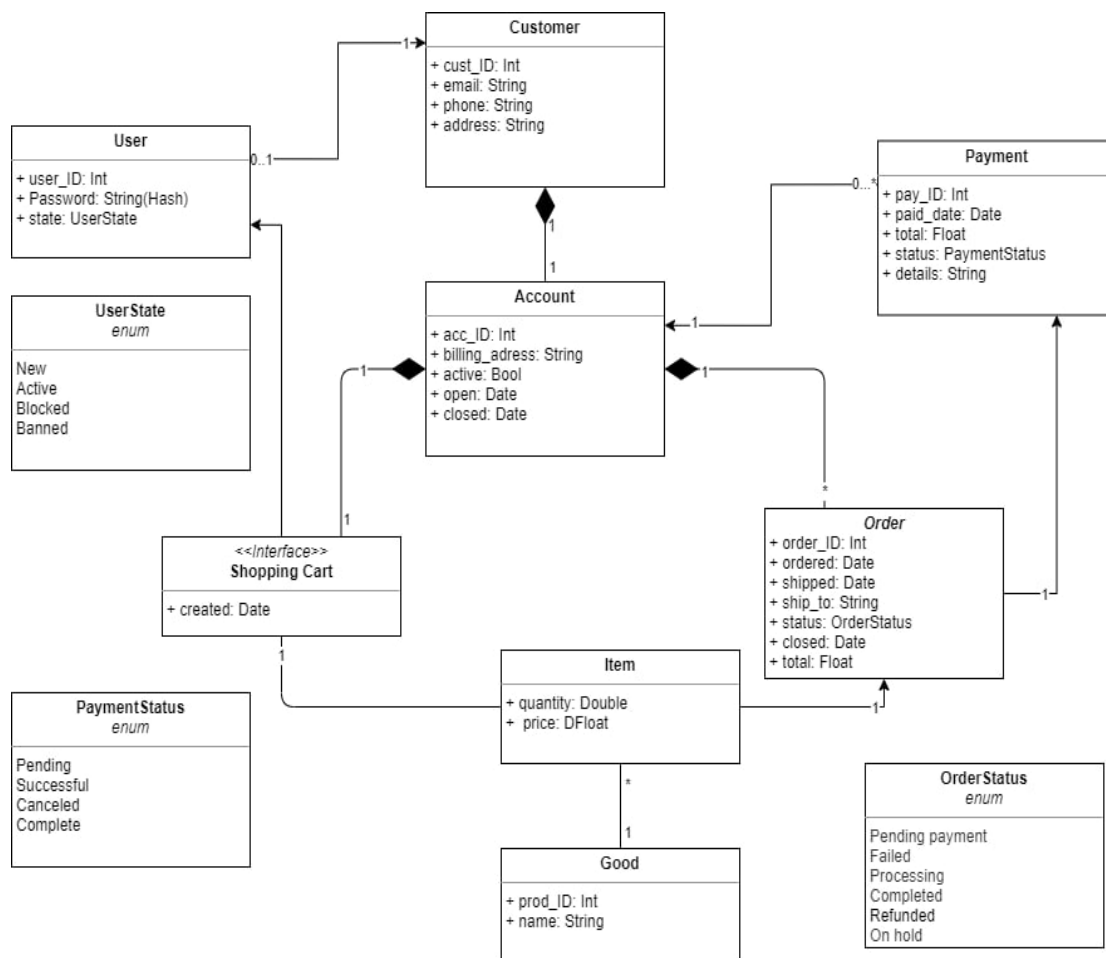 Customer
+ cust_ID: Int
+ email: String
+ phone: String
+ address: String
1
0..1
User
+ user_ID: Int
+ Password: String(Hash)
+ state: UserState
Payment
+ pay_ID: Int
+ paid_date: Date
+ total: Float
+ status: PaymentStatus
+ details: String
0...*
1
1
1
Account
+ acc_ID: Int
+ billing_adress: String
+ active: Bool
+ open: Date
+ closed: Date
1
1
1
*
UserState
enum
New
Active
Blocked
Banned
<<Interface>>
Shopping Cart
+ created: Date
1
Order
+ order_ID: Int
+ ordered: Date
+ shipped: Date
+ ship_to: String
+ status: OrderStatus
+ closed: Date
+ total: Float
1
Item
+ quantity: Double
+ price: DFloat
1
*
1
PaymentStatus
enum
Pending
Successful
Canceled
Complete
Good
+ prod_ID: Int
+ name: String
OrderStatus
enum
Pending payment
Failed
Processing
Completed
Refunded
On hold